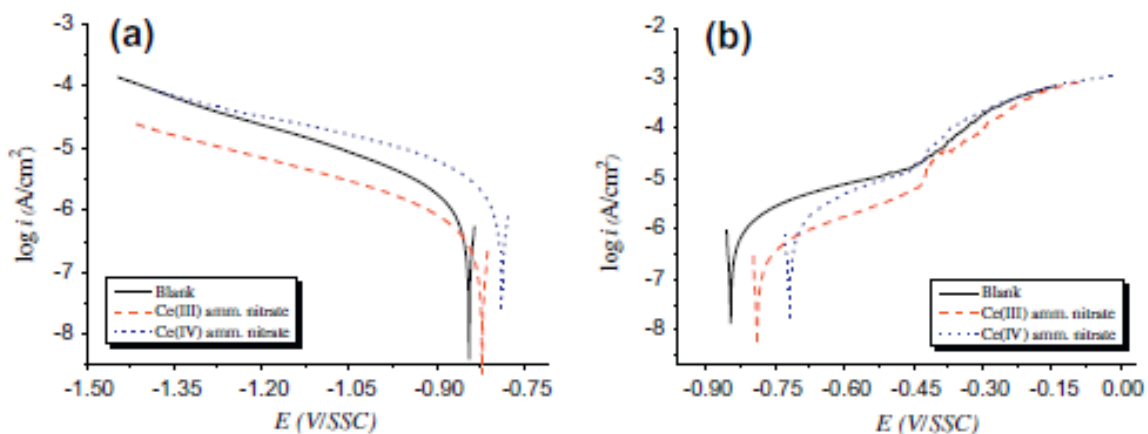 (a)
log i (A/cm²)
-3
-4
-5
-6
-7
-8
Blank
Ce(III) amm. nitrate
Ce(IV) amm. nitrate
-1.50 -1.35 -1.20 -1.05 -0.90 -0.75
E (V/SSC)
(b)
log i (A/cm²)
-2
-3
-4
-5
-6
-7
-8
Blank
Ce(III) amm. nitrate
Ce(IV) amm. nitrate
-0.90 -0.75 -0.60 -0.45 -0.30 -0.15 0.00
E (V/SSC)